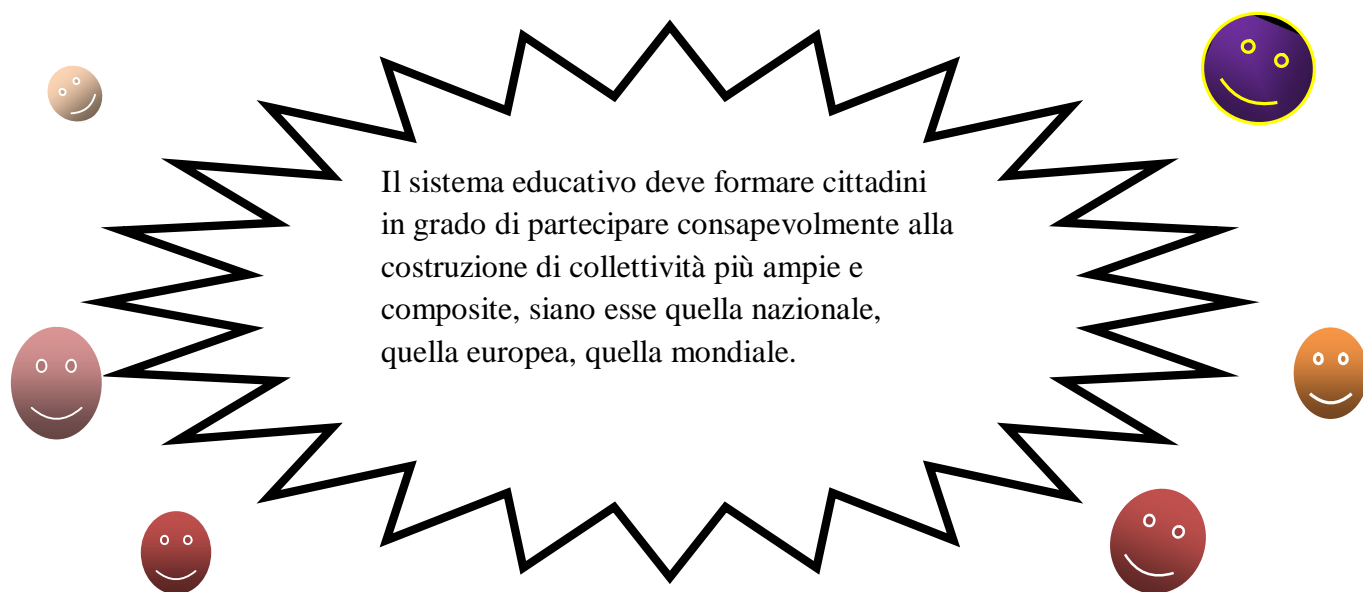 Il sistema educativo deve formare cittadini
in grado di partecipare consapevolmente alla
costruzione di collettività più ampie e
composite, siano esse quella nazionale,
quella europea, quella mondiale.